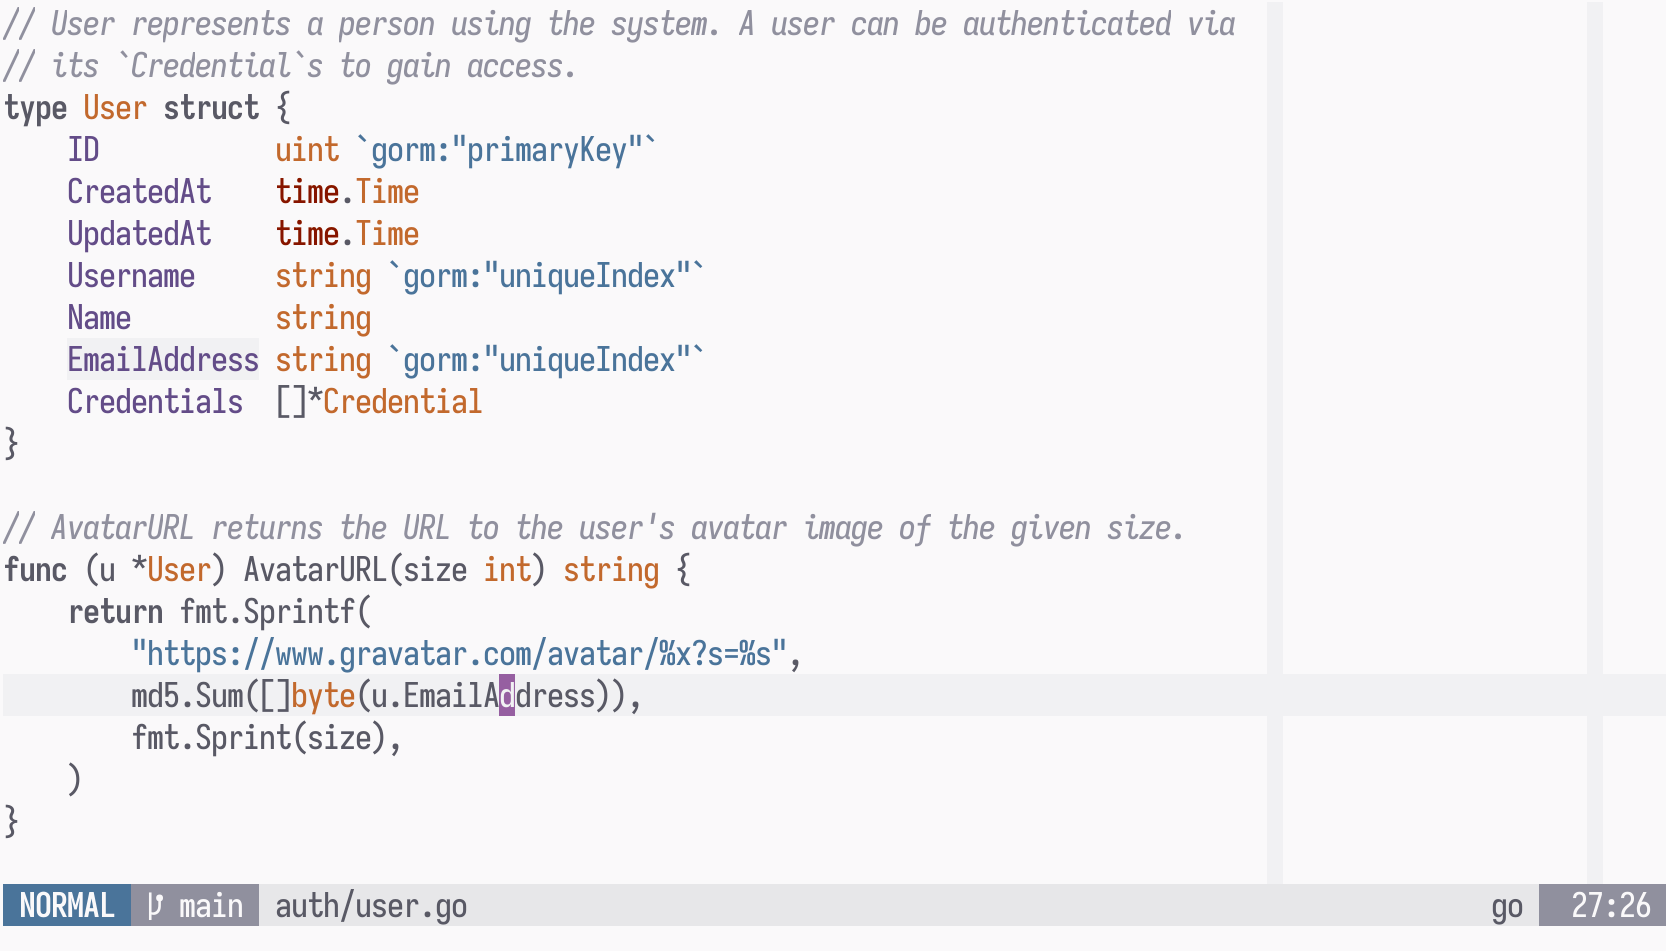 // User represents a person using the system. A user can be authenticated via
// its `Credential`s to gain access.
type User struct {
    ID           uint `gorm:"primaryKey"`
    CreatedAt    time.Time
    UpdatedAt    time.Time
    Username     string `gorm:"uniqueIndex"`
    Name         string
    EmailAddress string `gorm:"uniqueIndex"`
    Credentials  []*Credential
}

// AvatarURL returns the URL to the user's avatar image of the given size.
func (u *User) AvatarURL(size int) string {
    return fmt.Sprintf(
        "https://www.gravatar.com/avatar/%x?s=%s",
        md5.Sum([]byte(u.EmailAddress)),
        fmt.Sprint(size),
    )
}

NORMAL main auth/user.go go 27:26